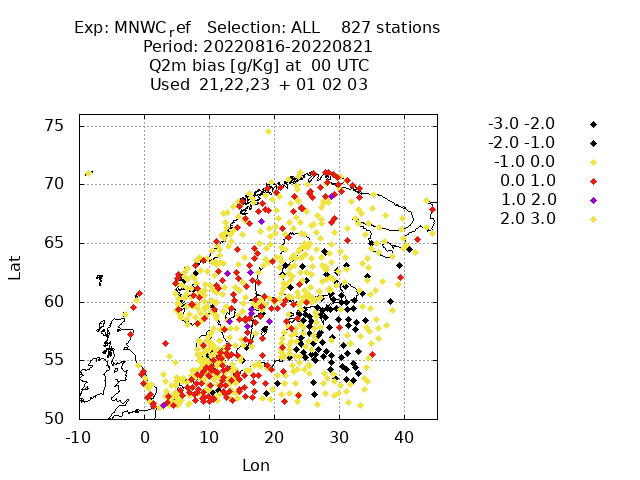 Exp: MNWC_ref   Selection: ALL    827 stations
Period: 20220816-20220821
Q2m bias [g/Kg] at  00 UTC
Used  21,22,23  + 01 02 03
75
70
65
60
55
50
-10 0 10 20 30 40
Lat
Lon
-3.0 -2.0
-2.0 -1.0
-1.0 0.0
0.0 1.0
1.0 2.0
2.0 3.0